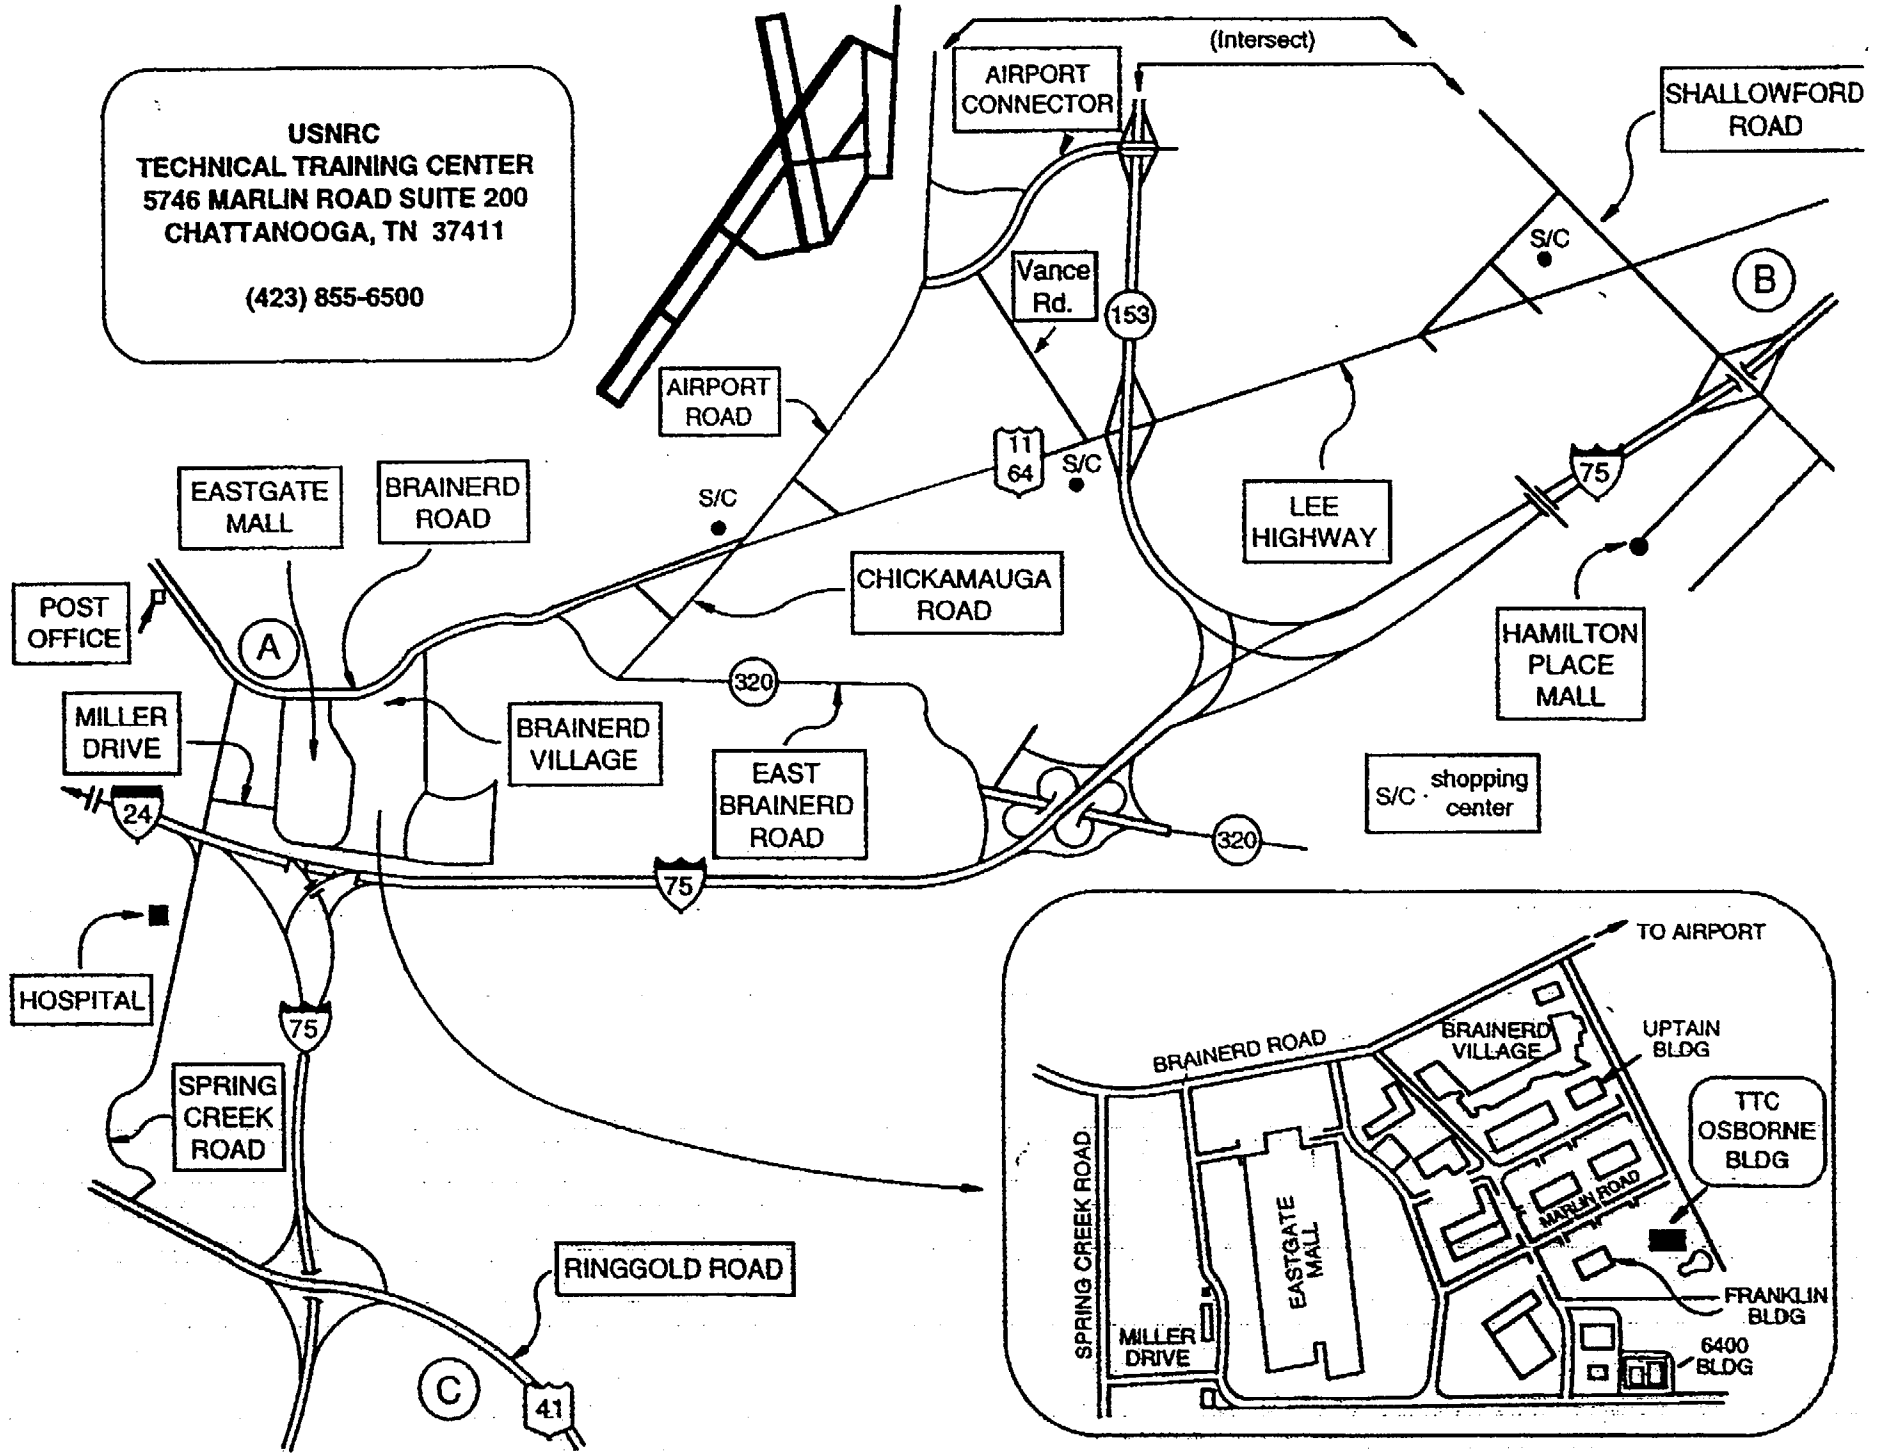 USNRC
TECHNICAL TRAINING CENTER
5746 MARLIN ROAD SUITE 200
CHATTANOOGA, TN 37411
(423) 855-6500
(Intersect)
AIRPORT
CONNECTOR
SHALLOWFORD
ROAD
S/C
Vance
Rd.
B
153
AIRPORT
ROAD
11
64
S/C
75
S/C
LEE
HIGHWAY
EASTGATE
MALL
BRAINERD
ROAD
CHICKAMAUGA
ROAD
POST
OFFICE
A
HAMILTON
PLACE
MALL
320
MILLER
DRIVE
BRAINERD
VILLAGE
EAST
BRAINERD
ROAD
S/C · shopping
center
24
320
75
HOSPITAL
75
SPRING
CREEK
ROAD
RINGGOLD ROAD
C
41
TO AIRPORT
BRAINERD ROAD
BRAINERD
VILLAGE
UPTAIN
BLDG
TTC
OSBORNE
BLDG
SPRING CREEK ROAD
EASTGATE
MALL
MARLIN ROAD
FRANKLIN
BLDG
MILLER
DRIVE
6400
BLDG